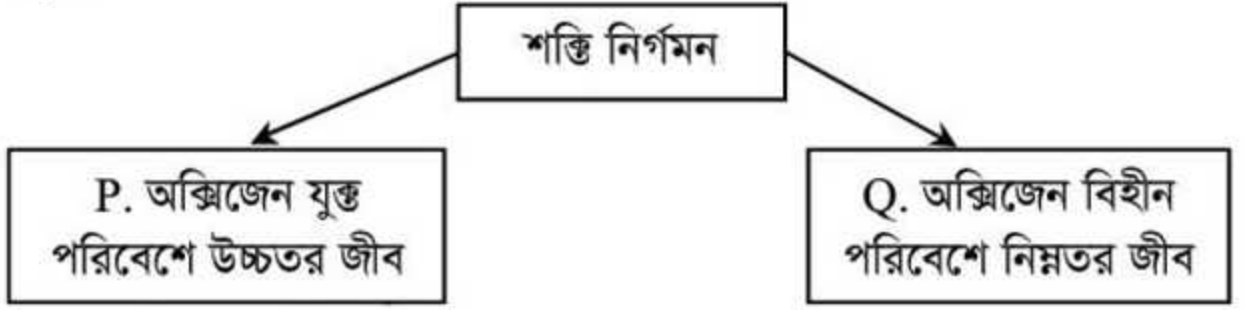 শক্তি নির্গমন
P. অক্সিজেন যুক্ত
পরিবেশে উচ্চতর জীব
Q. অক্সিজেন বিহীন
পরিবেশে নিম্নতর জীব